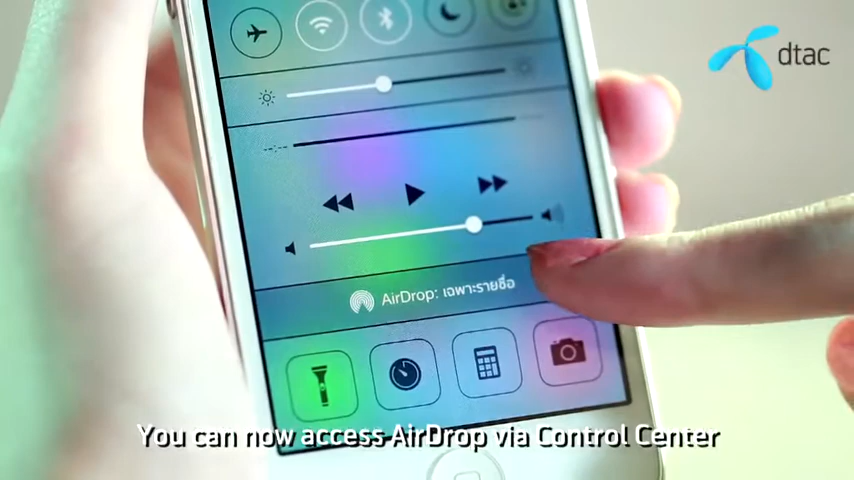 dtac
AirDrop: เฉพาะรายชื่อ
You can now access AirDrop via Control Center